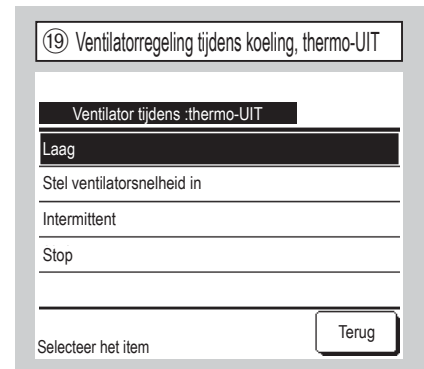 ⑲ Ventilatorregeling tijdens koeling, thermo-UIT
Ventilator tijdens :thermo-UIT
Laag
Stel ventilatorsnelheid in
Intermittent
Stop
Terug
Selecteer het item